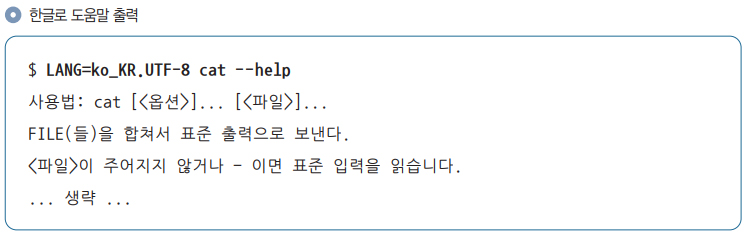 한글로 도움말 출력
$ LANG=ko_KR.UTF-8 cat --help
사용법: cat [<옵션>]... [<파일>]...
FILE(들)을 합쳐서 표준 출력으로 보낸다.
<파일>이 주어지지 않거나 - 이면 표준 입력을 읽습니다.
... 생략 ...